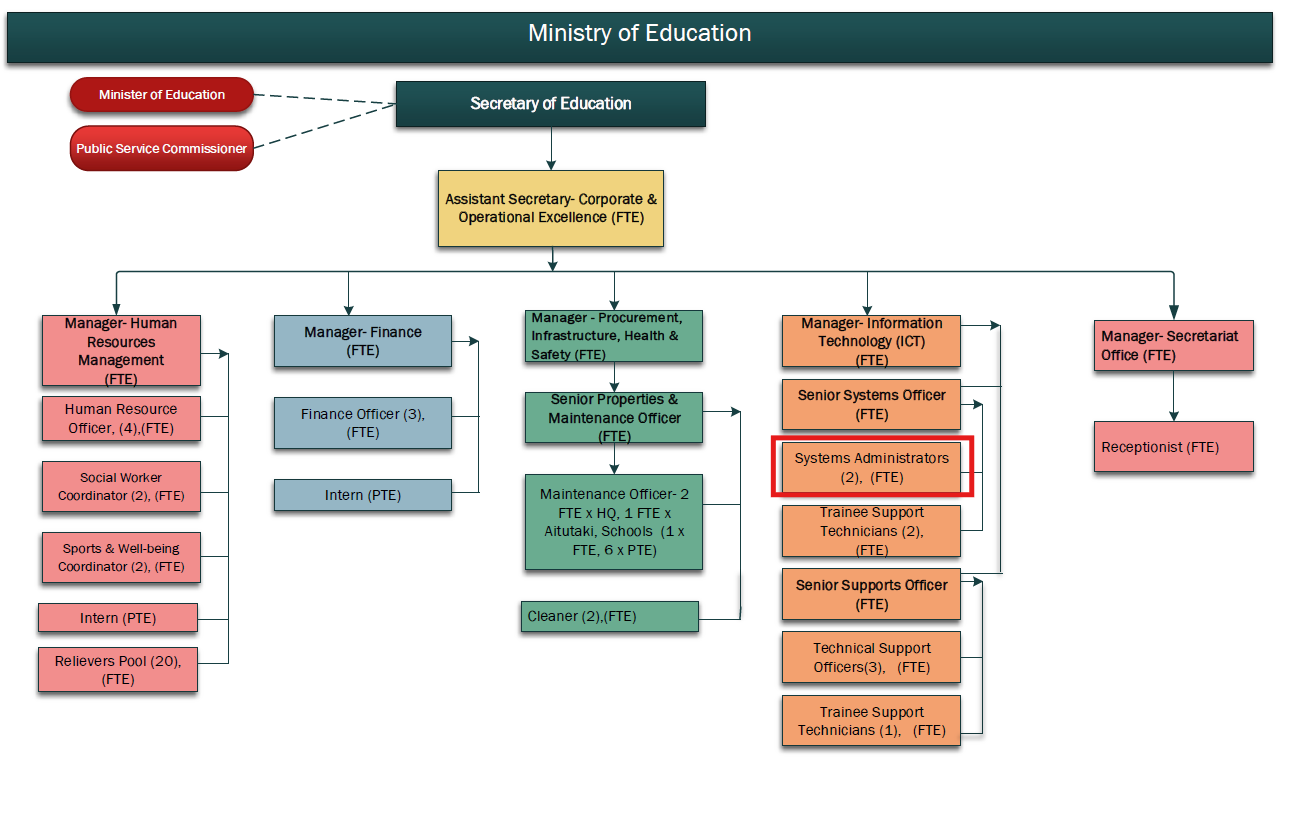 Ministry of Education
Minister of Education
Secretary of Education
Public Service Commissioner
Assistant Secretary- Corporate &
Operational Excellence (FTE)
Manager- Human
Resources
Management
(FTE)
Human Resource
Officer, (4),(FTE)
Social Worker
Coordinator (2), (FTE)
Sports & Well-being
Coordinator (2), (FTE)
Intern (PTE)
Relievers Pool (20),
(FTE)
Manager- Finance
(FTE)
Finance Officer (3),
(FTE)
Intern (PTE)
Manager - Procurement,
Infrastructure, Health &
Safety (FTE)
Senior Properties &
Maintenance Officer
(FTE)
Maintenance Officer- 2
FTE x HQ, 1 FTE x
Aitutaki, Schools (1 x
FTE, 6 x PTE)
Cleaner (2),(FTE)
Manager- Information
Technology (ICT)
(FTE)
Senior Systems Officer
(FTE)
Systems Administrators
(2), (FTE)
Trainee Support
Technicians (2),
(FTE)
Senior Supports Officer
(FTE)
Technical Support
Officers(3), (FTE)
Trainee Support
Technicians (1), (FTE)
Manager- Secretariat
Office (FTE)
Receptionist (FTE)